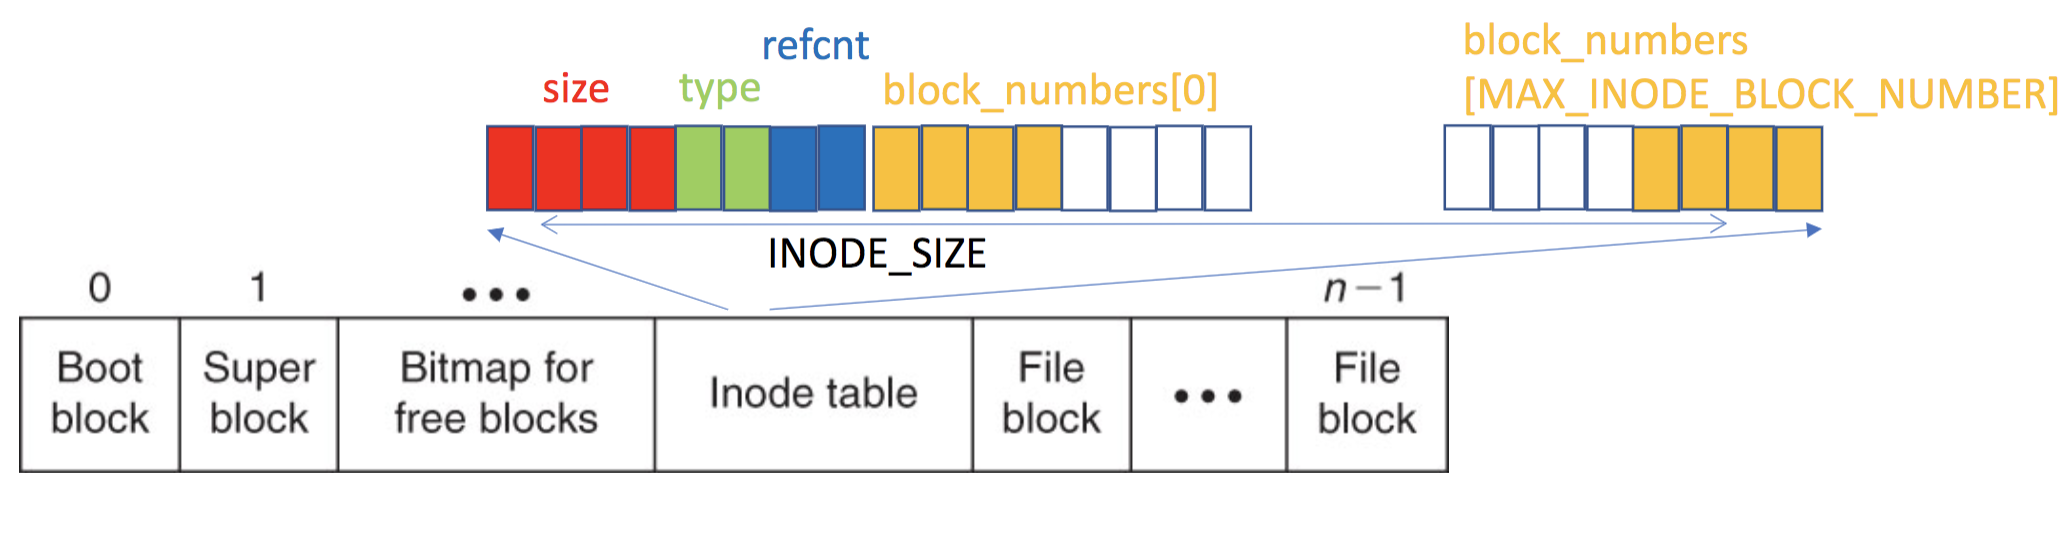 refcnt
size type block_numbers[0]
block_numbers
[MAX_INODE_BLOCK_NUMBER]
INODE_SIZE
0 1 ••• n−1
Boot
block
Super
block
Bitmap for
free blocks
Inode table
File
block
•••
File
block